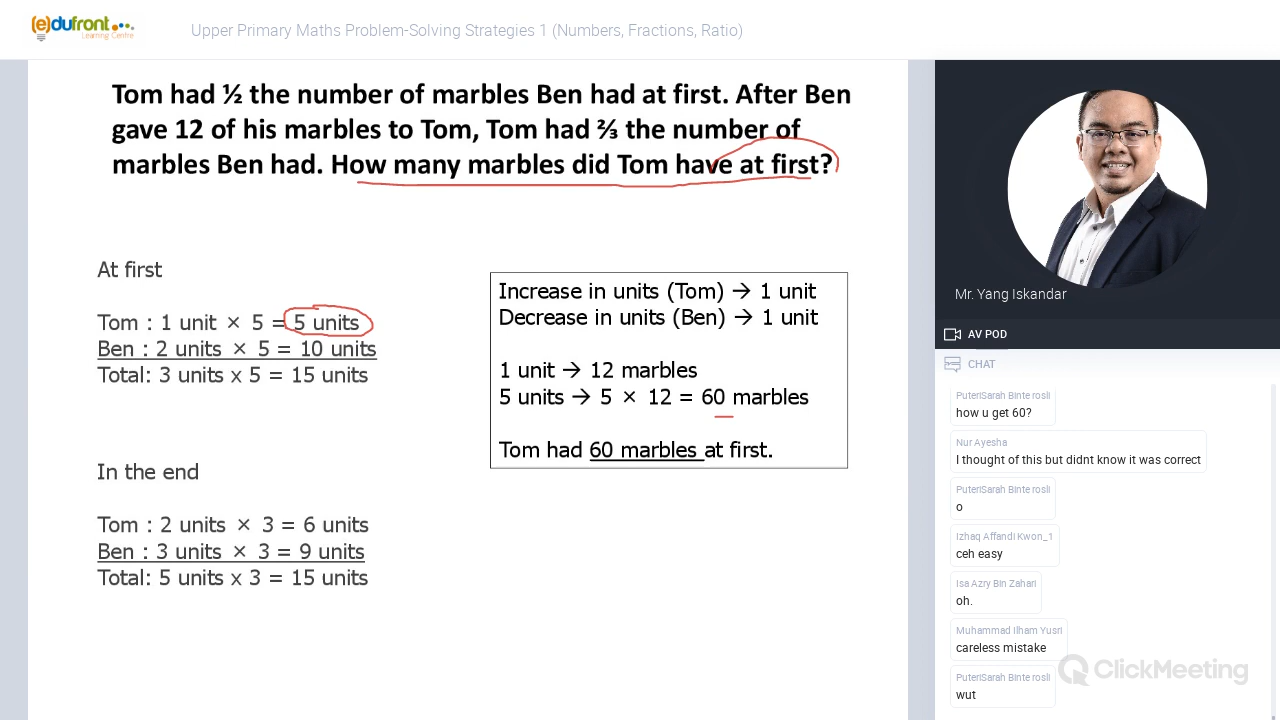 (e)dufront
Learning Centre
Upper Primary Maths Problem-Solving Strategies 1 (Numbers, Fractions, Ratio)
Tom had ½ the number of marbles Ben had at first. After Ben
gave 12 of his marbles to Tom, Tom had ⅔ the number of
marbles Ben had. How many marbles did Tom have at first?
At first
Tom : 1 unit × 5 = 5 units
Ben : 2 units × 5 = 10 units
Total: 3 units x 5 = 15 units
In the end
Tom : 2 units × 3 = 6 units
Ben : 3 units × 3 = 9 units
Total: 5 units x 3 = 15 units
Increase in units (Tom) → 1 unit
Decrease in units (Ben) → 1 unit
1 unit → 12 marbles
5 units → 5 × 12 = 60 marbles
Tom had 60 marbles at first.
Mr. Yang Iskandar
AV POD
CHAT
PuteriSarah Binte rosli
how u get 60?
Nur Ayesha
I thought of this but didnt know it was correct
PuteriSarah Binte rosli
o
Izhaq Affandi Kwon_1
ceh easy
Isa Azry Bin Zahari
oh.
Muhammad Ilham Yusri
careless mistake
PuteriSarah Binte rosli
wut
ClickMeeting